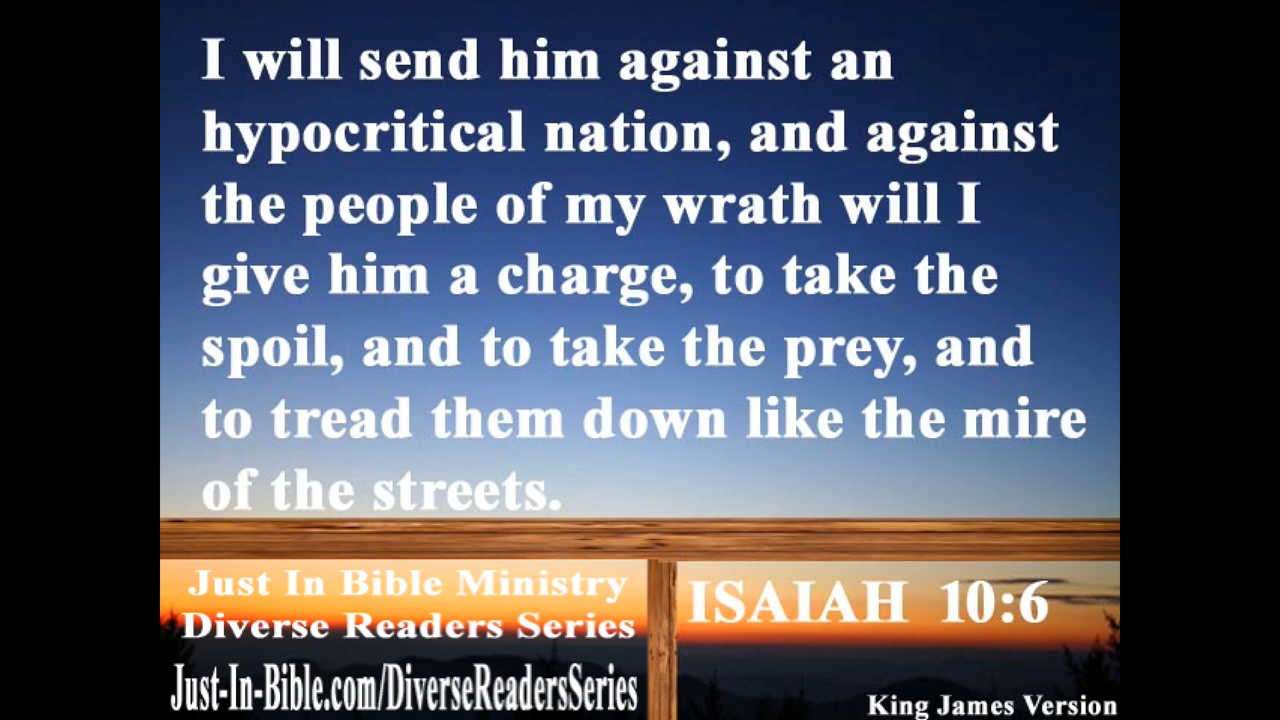 I will send him against an
hypocritical nation, and against
the people of my wrath will I
give him a charge, to take the
spoil, and to take the prey, and
to tread them down like the mire
of the streets.
Just In Bible Ministry
Diverse Readers Series
Just-In-Bible.com/DiverseReadersSeries
ISAIAH 10:6
King James Version